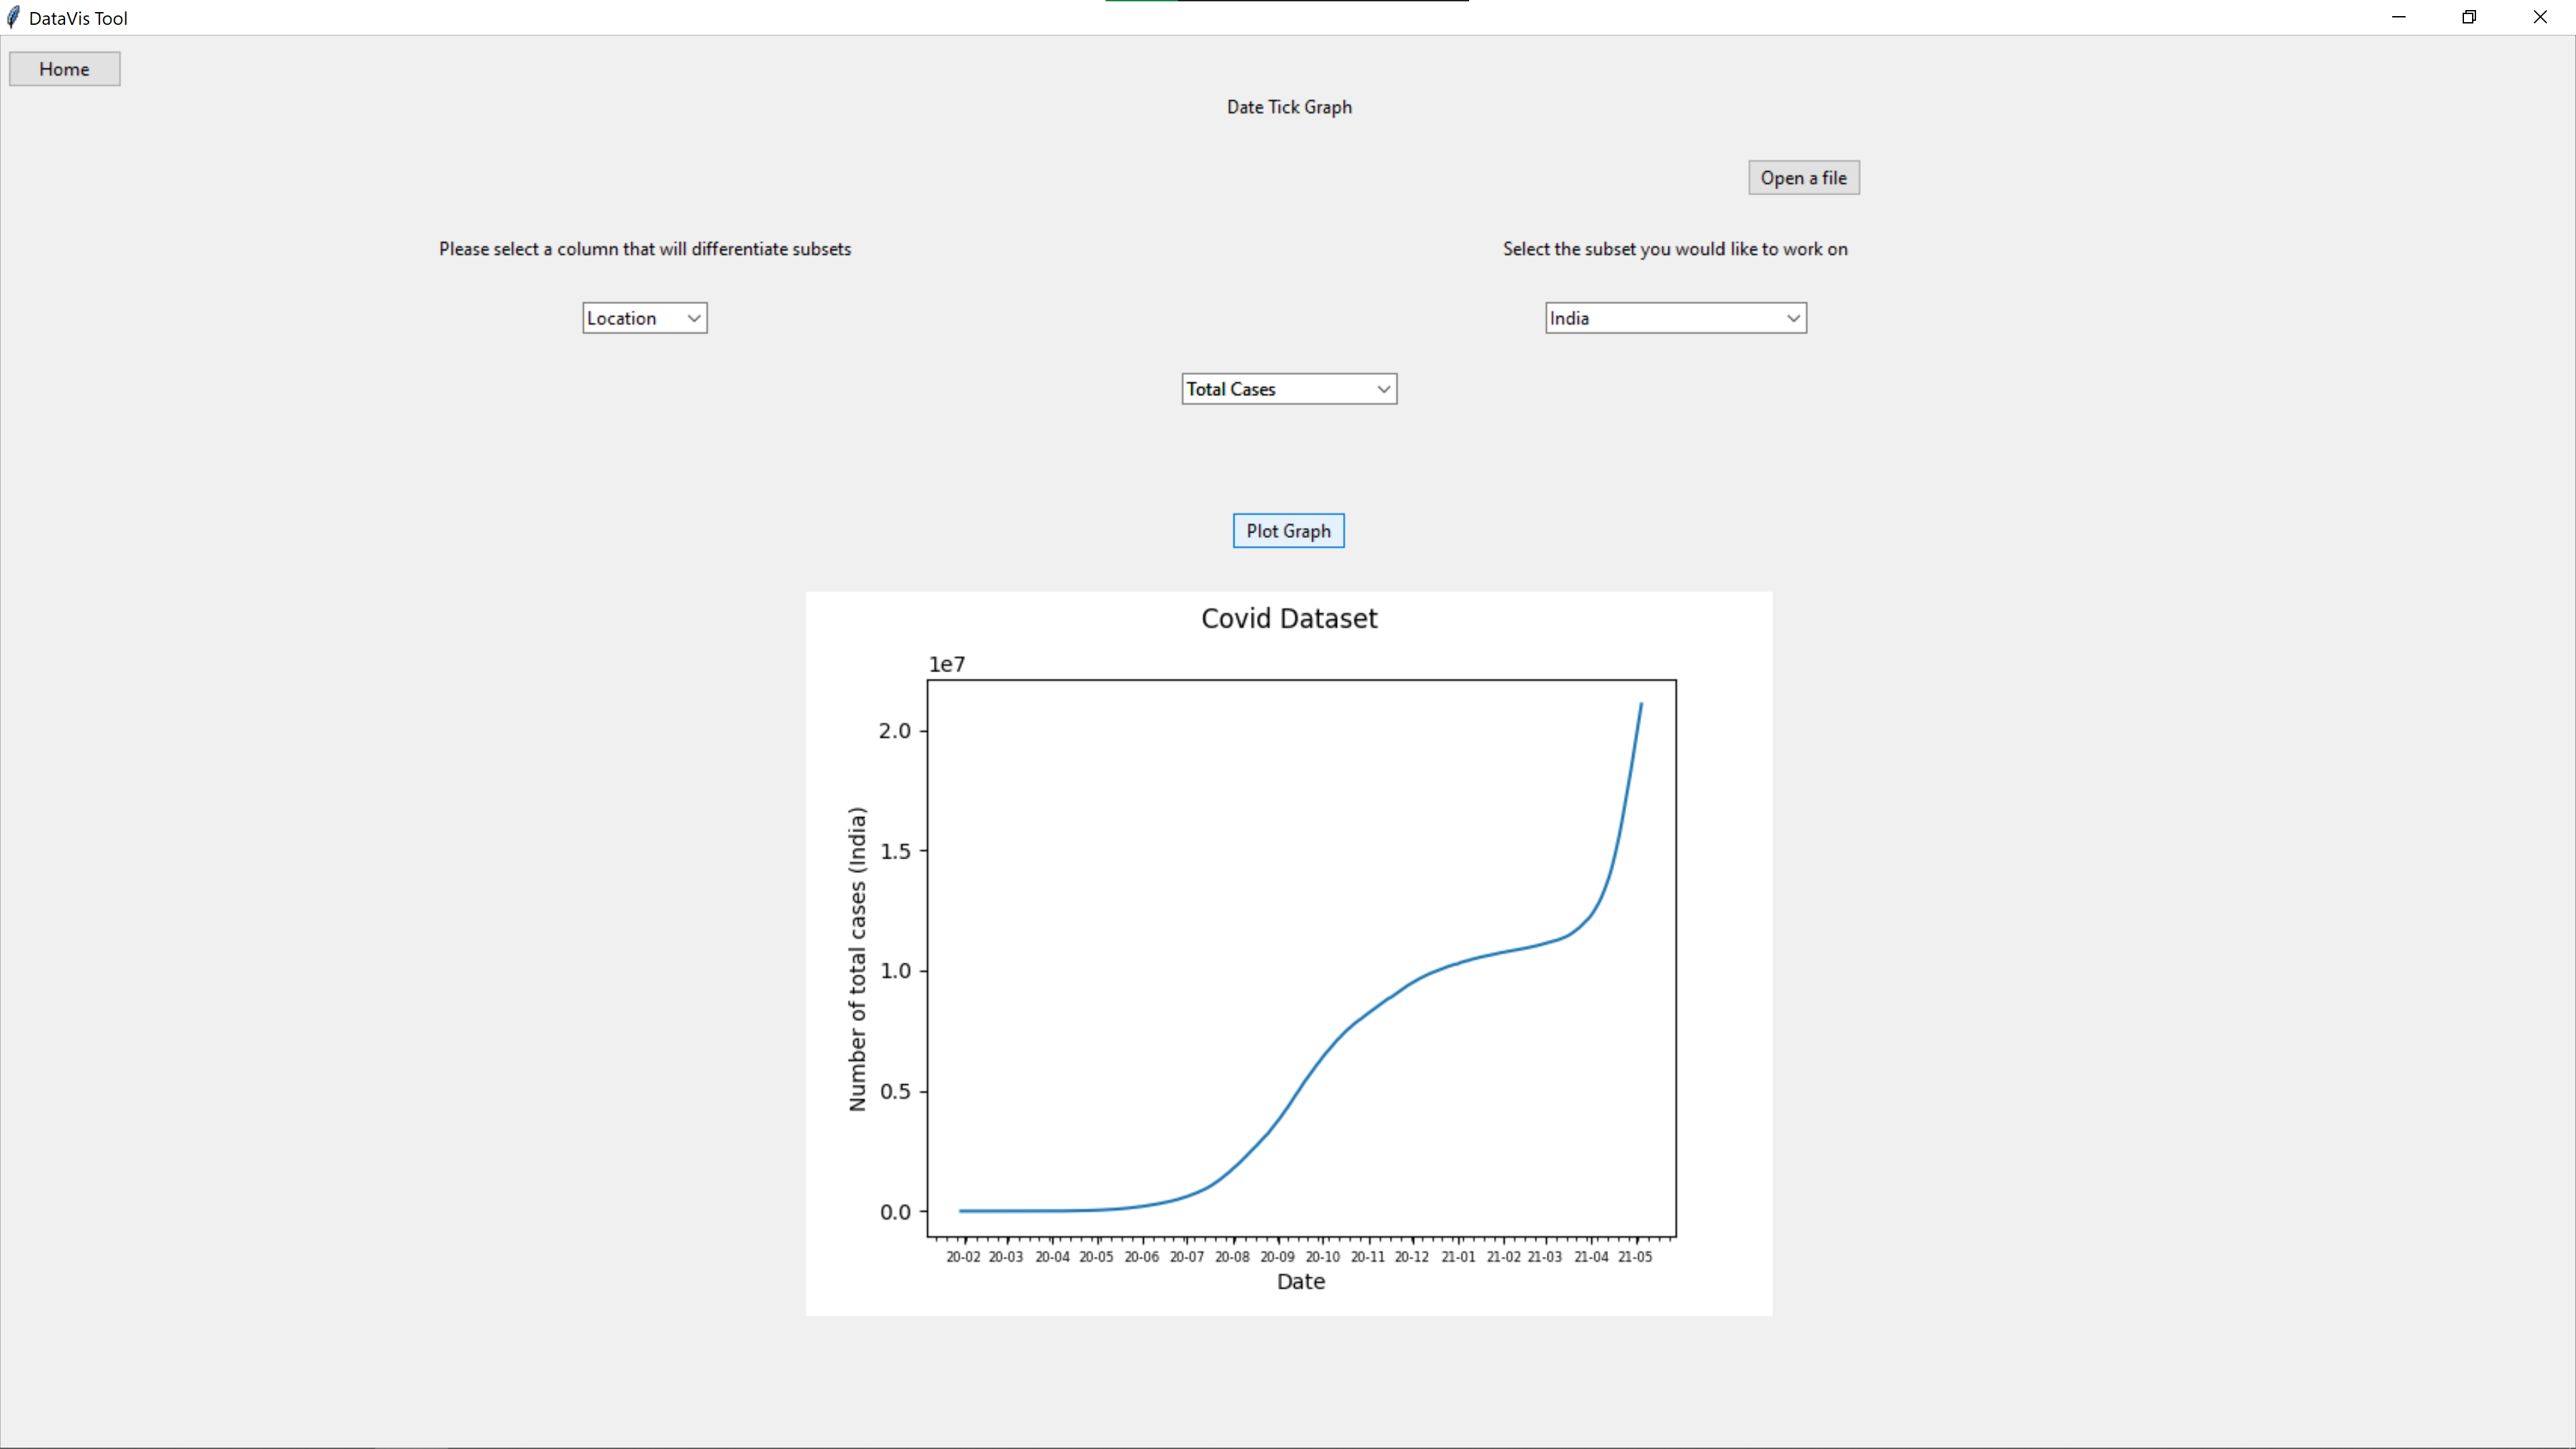 DataVis Tool
Home
Date Tick Graph
Open a file
Please select a column that will differentiate subsets
Select the subset you would like to work on
Location
India
Total Cases
Plot Graph
Covid Dataset
1e7
2.0
1.5
1.0
0.5
0.0
Number of total cases (India)
20-02 20-03 20-04 20-05 20-06 20-07 20-08 20-09 20-10 20-11 20-12 21-01 21-02 21-03 21-04 21-05
Date